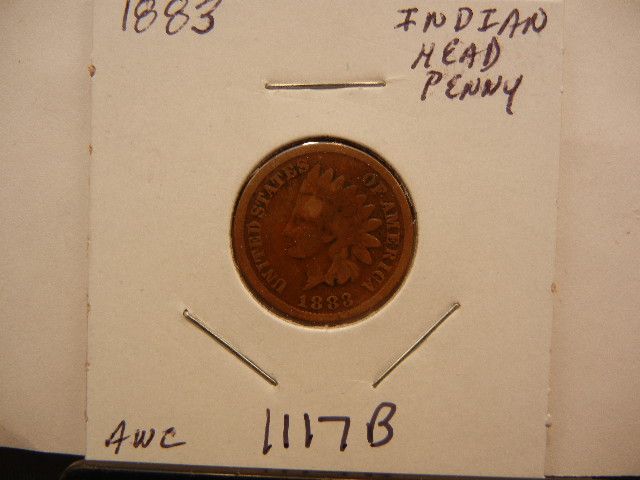 1883
INDIAN
HEAD
PENNY
UNITED STATES
OF AMERICA
1883
AWC
1117B